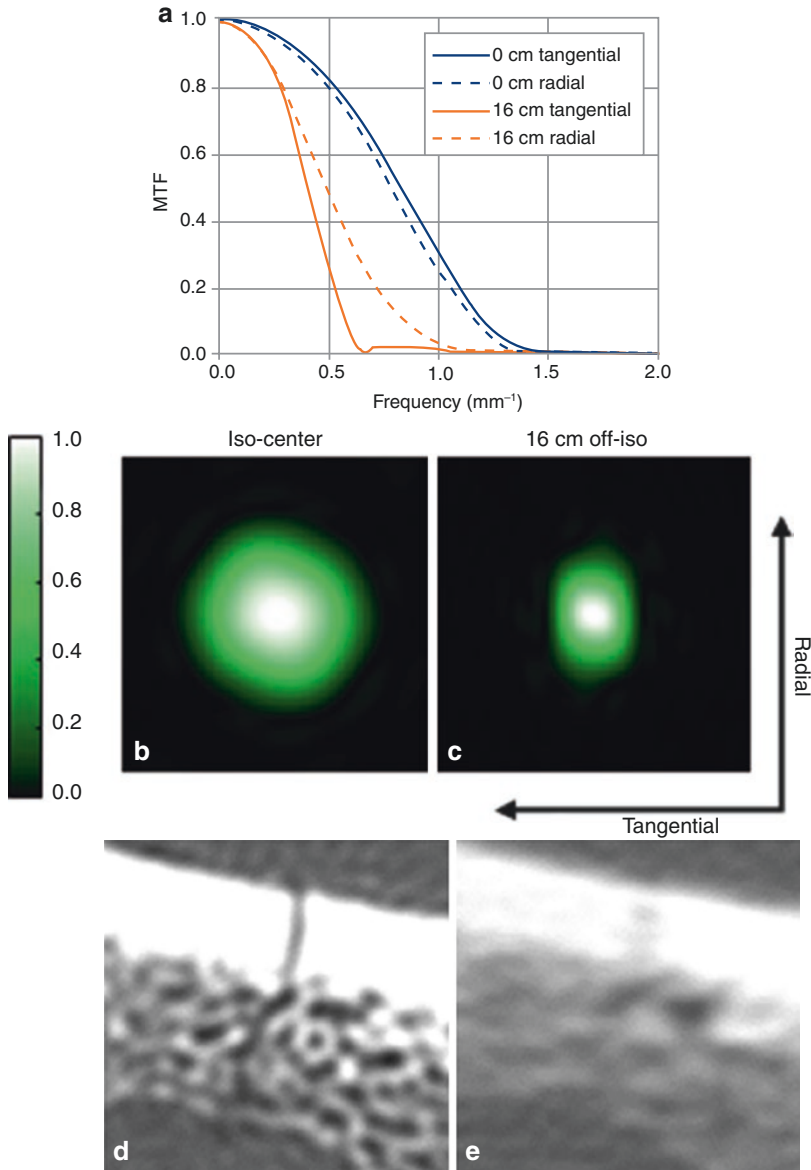 a
1.0
0.8
0.6
0.4
0.2
0.0
MTF
0 cm tangential
0 cm radial
16 cm tangential
16 cm radial
0.0 0.5 1.0 1.5 2.0
Frequency (mm⁻¹)
Iso-center
16 cm off-iso
1.0
0.8
0.6
0.4
0.2
0.0
b
c
Radial
Tangential
d
e